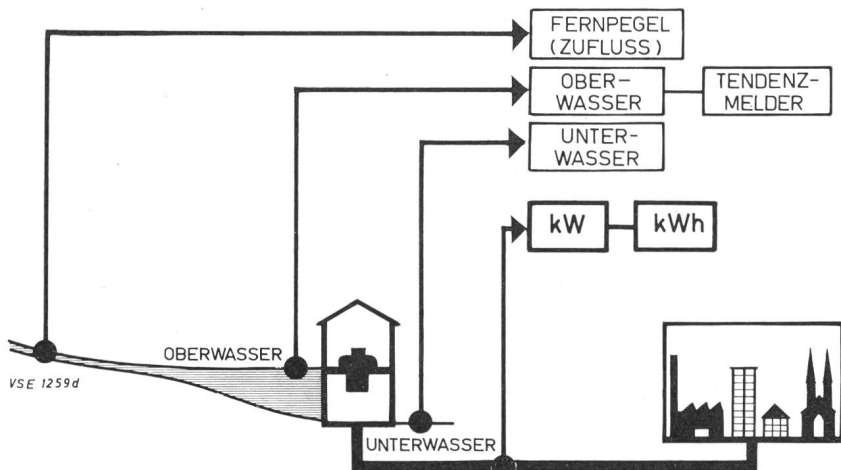 FERNPEGEL
(ZUFLUSS)
OBER-
WASSER
TENDENZ-
MELDER
UNTER-
WASSER
kW
kWh
OBERWASSER
VSE 1259d
UNTERWASSER